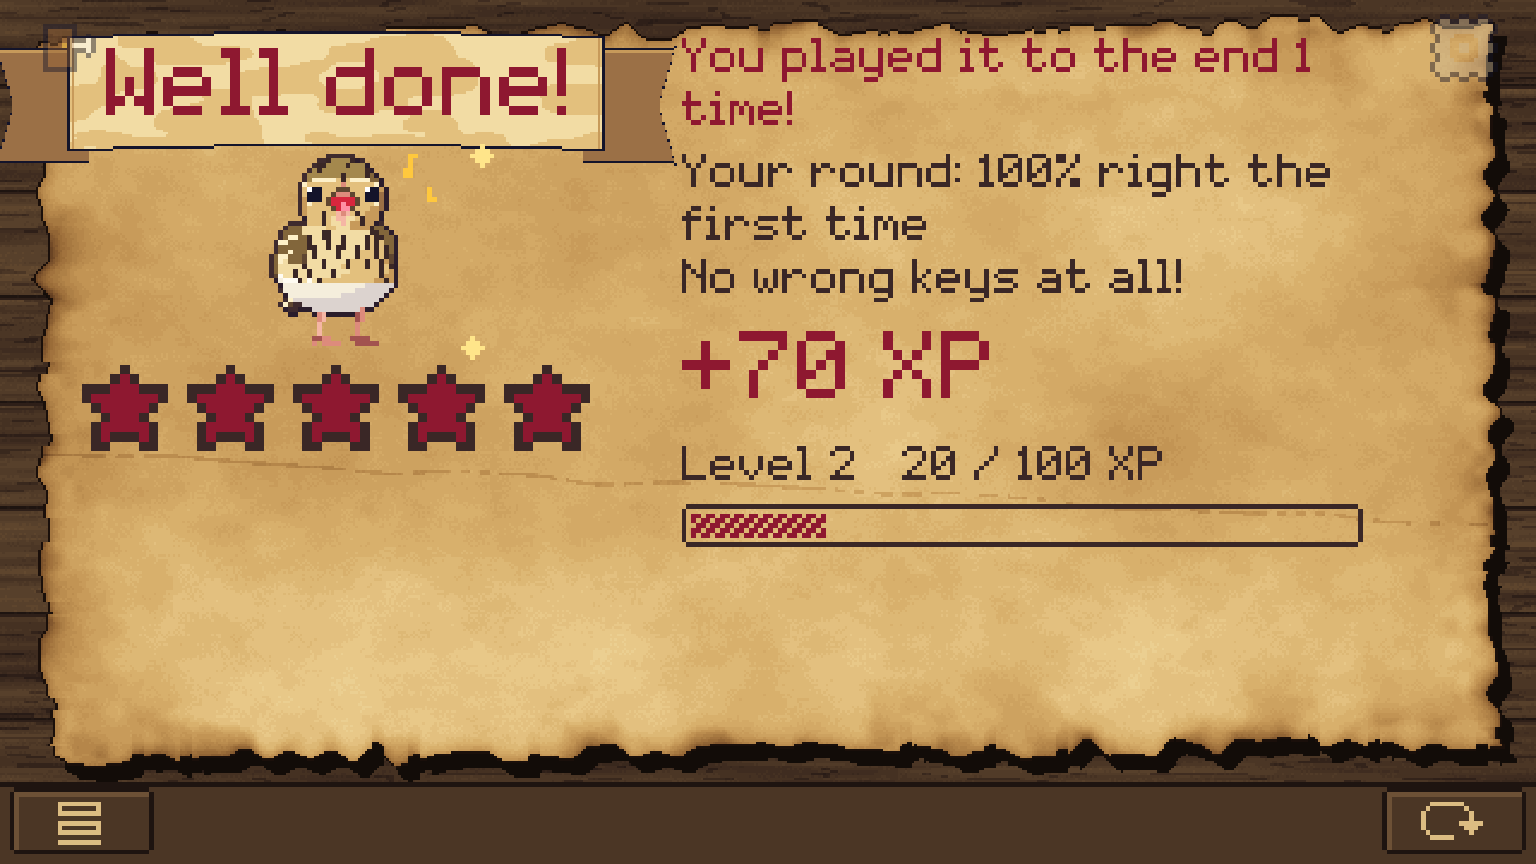 Well done!
You played it to the end 1
time!
Your round: 100% right the
first time
No wrong keys at all!
+70 XP
Level 2 20 / 100 XP